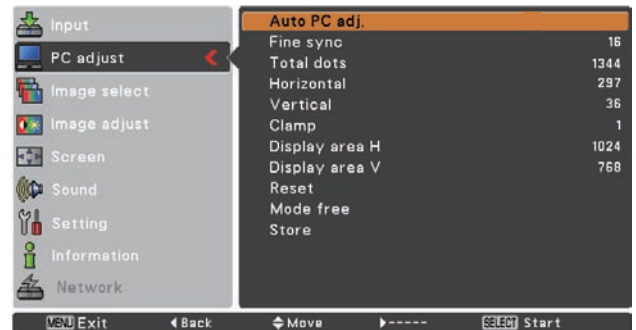 Input
PC adjust
Image select
Image adjust
Screen
Sound
Setting
Information
Network
Auto PC adj.
Fine sync 16
Total dots 1344
Horizontal 297
Vertical 36
Clamp 1
Display area H 1024
Display area V 768
Reset
Mode free
Store
MENU Exit Back Move ----- SELECT Start